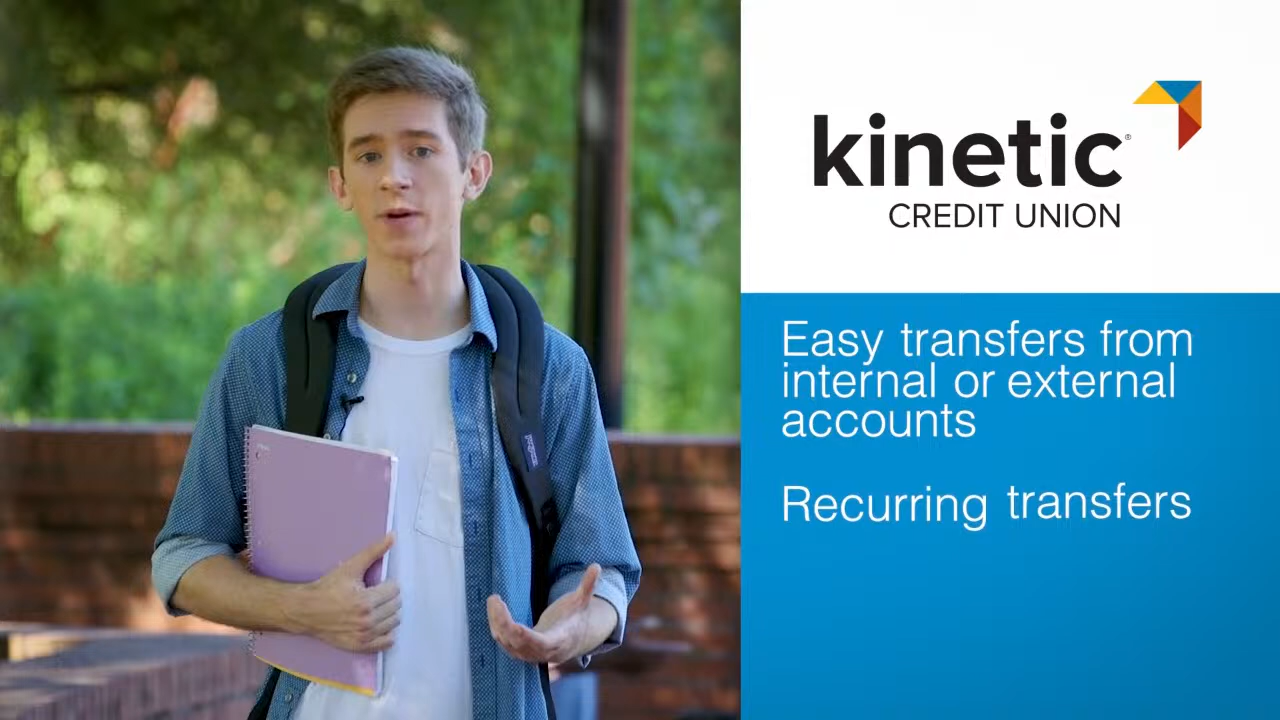 kinetic®
CREDIT UNION
Easy transfers from
internal or external
accounts
Recurring transfers